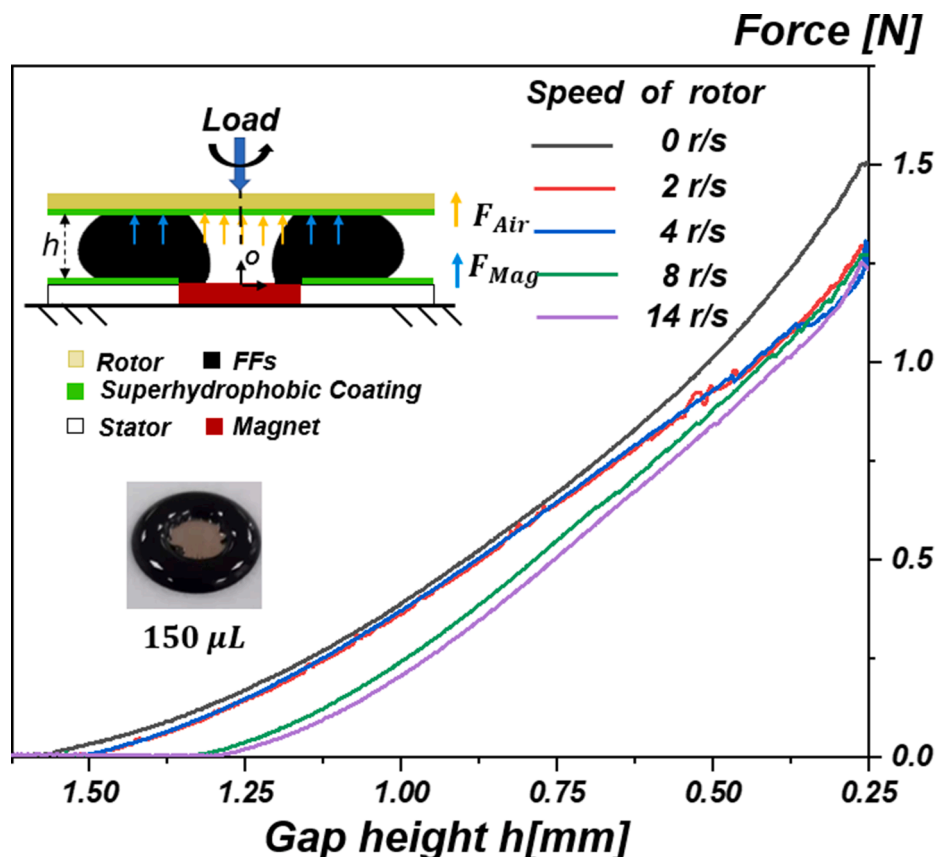 Force [N]
Load
Speed of rotor
0 r/s
2 r/s
4 r/s
8 r/s
14 r/s
h
o
F_Air
F_Mag
Rotor FFs
Superhydrophobic Coating
Stator Magnet
150 μL
1.5
1.0
0.5
0.0
1.50 1.25 1.00 0.75 0.50 0.25
Gap height h[mm]